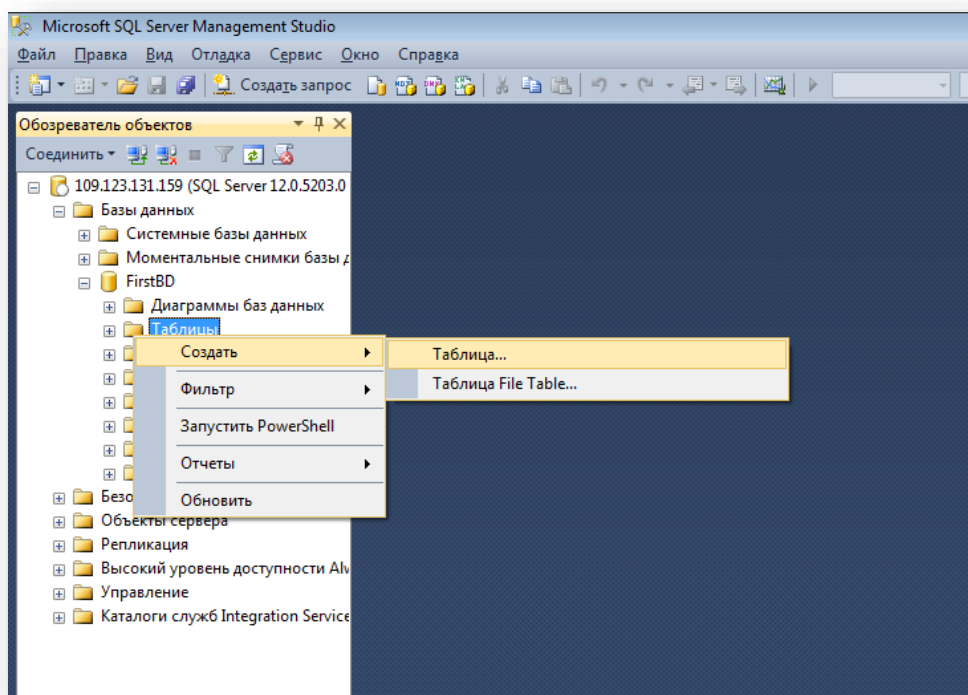 Microsoft SQL Server Management Studio
Файл Правка Вид Отладка Сервис Окно Справка
Создать запрос
Обозреватель объектов
Соединить
109.123.131.159 (SQL Server 12.0.5203.0
Базы данных
Системные базы данных
Моментальные снимки базы д
FirstBD
Диаграммы баз данных
Таблицы
Создать
Таблица...
Таблица File Table...
Фильтр
Запустить PowerShell
Отчеты
Обновить
Безо
Объекты сервера
Репликация
Высокий уровень доступности Alw
Управление
Каталоги служб Integration Service